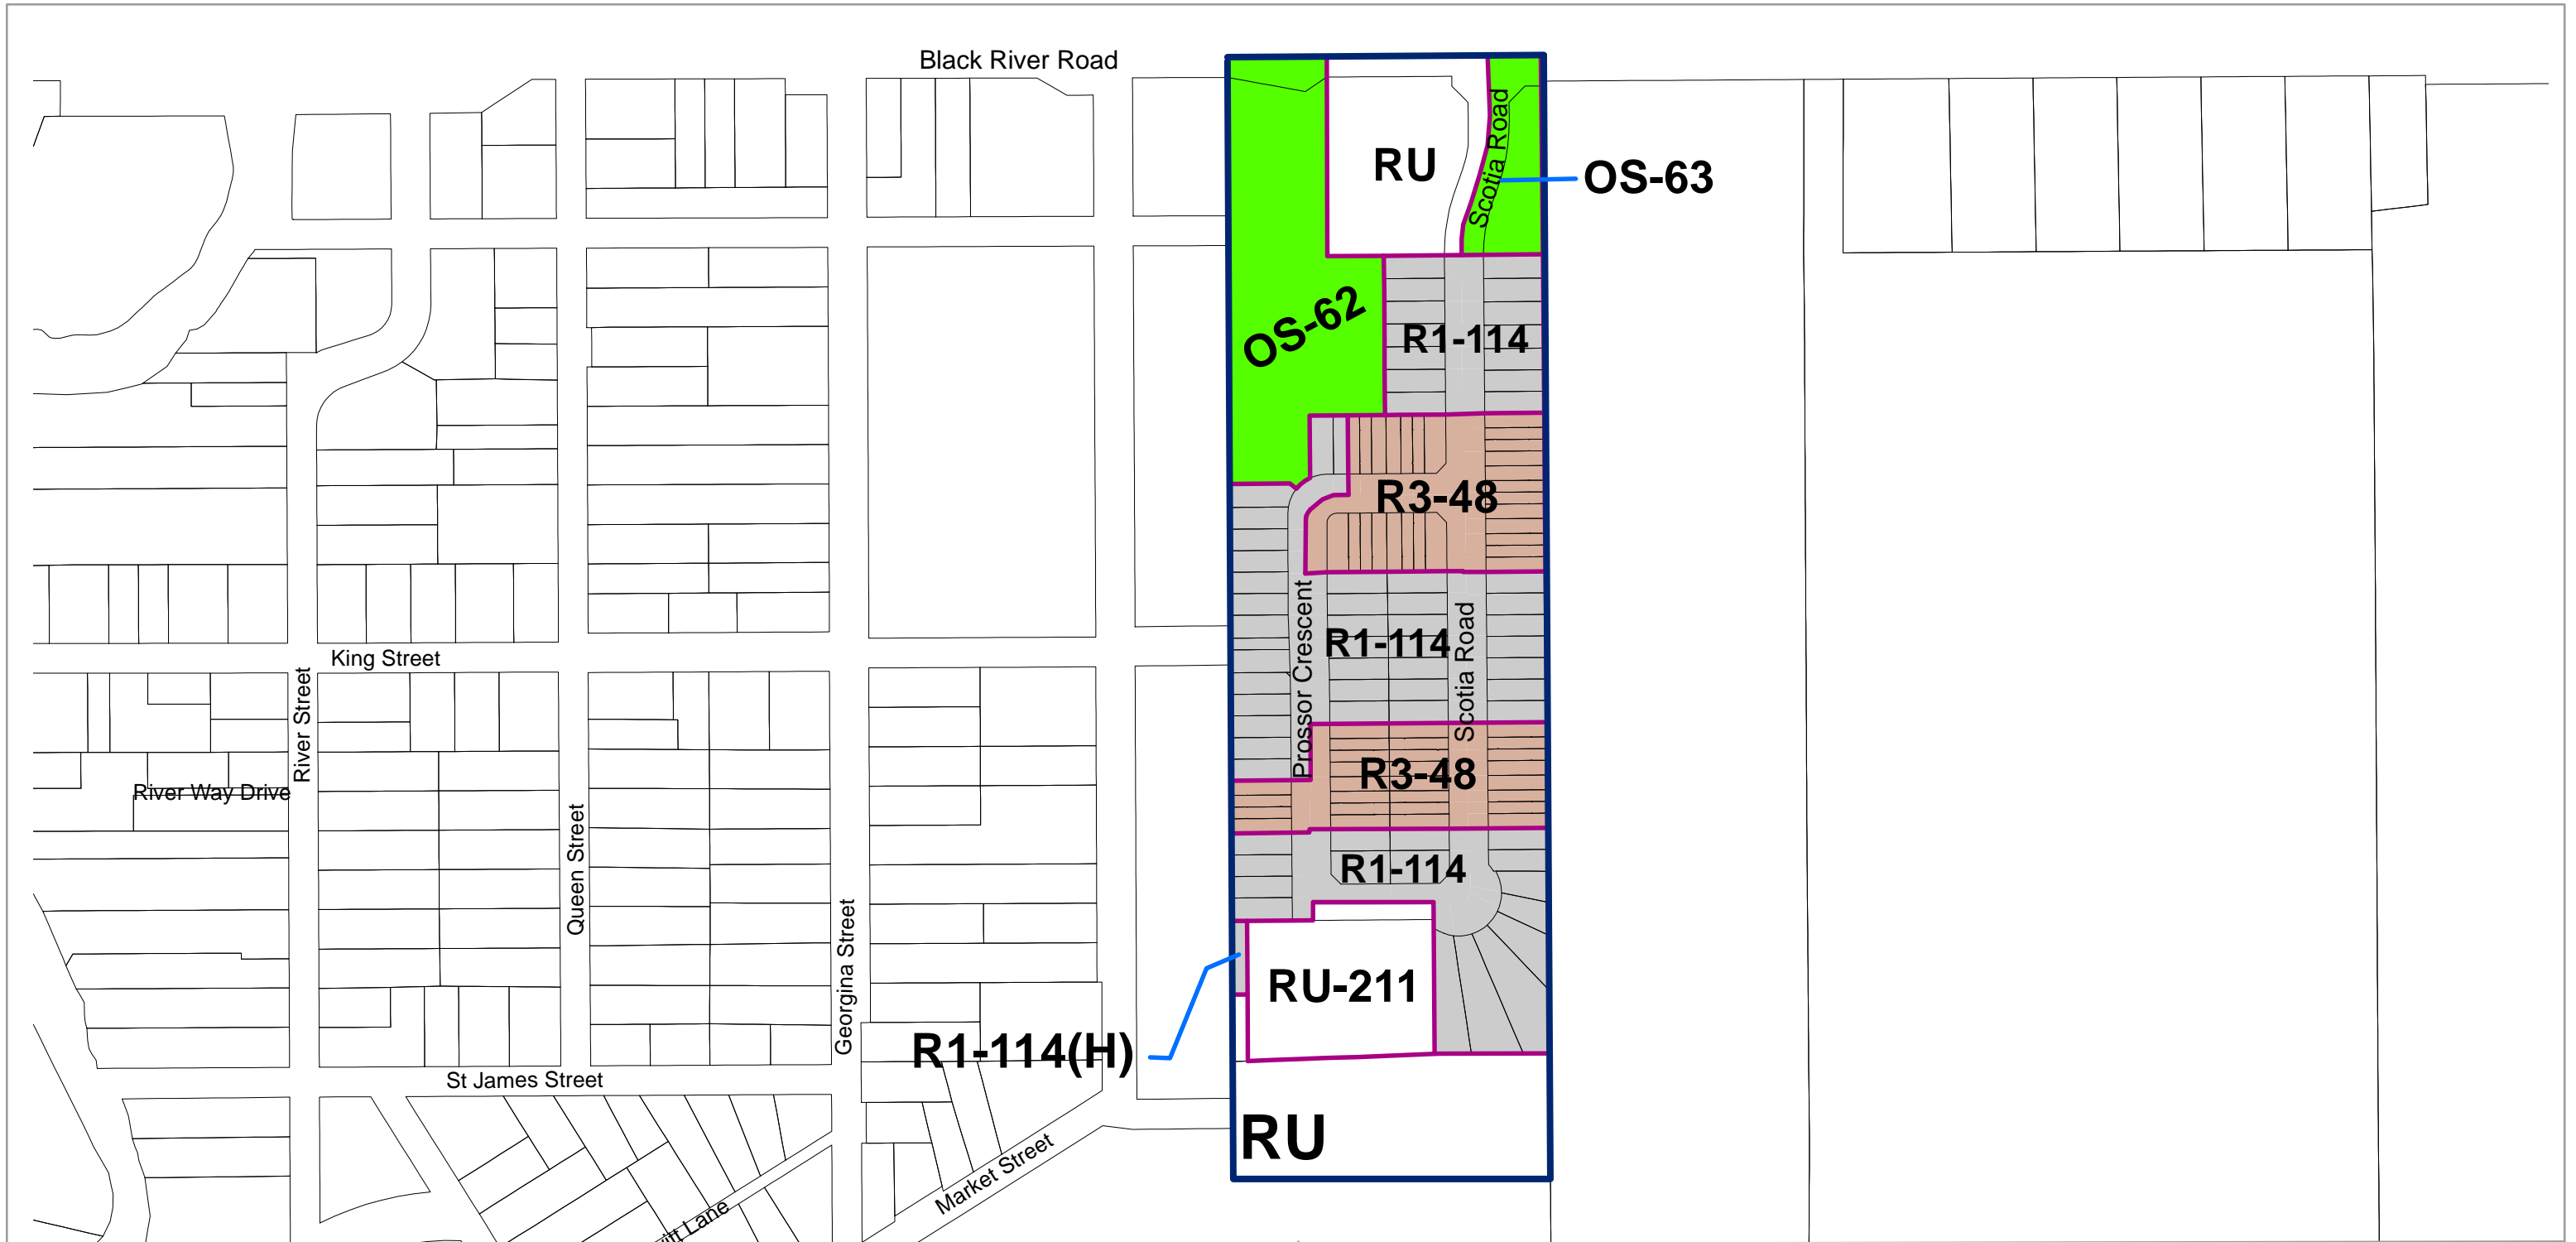 Black River Road
RU
Scotia Road
OS-63
OS-62
R1-114
R3-48
Prossor Crescent
R1-114
Scotia Road
King Street
River Street
River Way Drive
R3-48
Queen Street
R1-114
Georgina Street
RU-211
R1-114(H)
St James Street
RU
Market Street
Lane